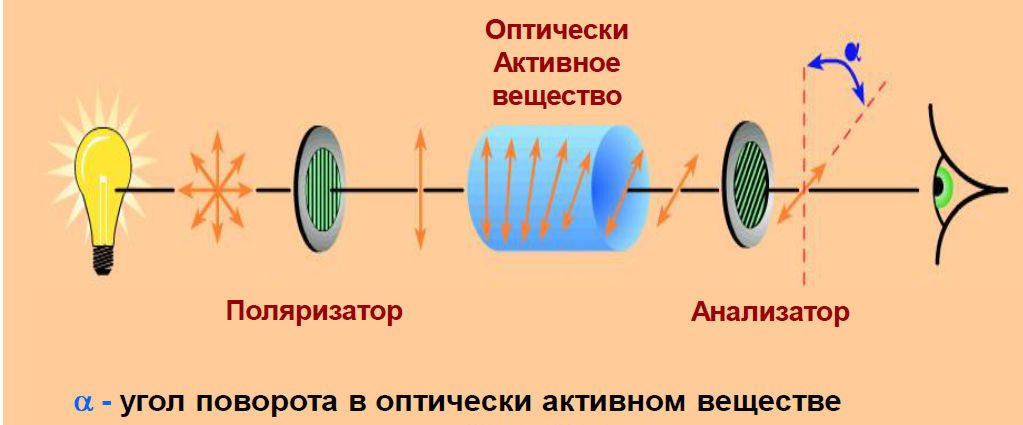 Оптически
Активное
вещество
α
Поляризатор
Анализатор
α - угол поворота в оптически активном веществе